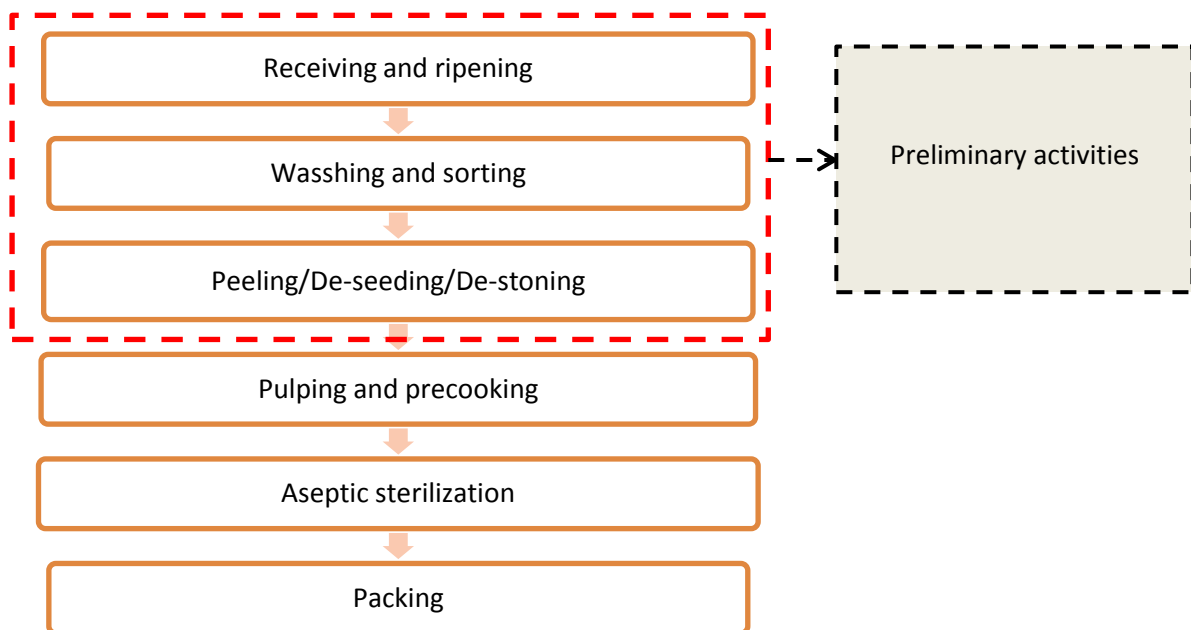 Receiving and ripening
Wasshing and sorting
Preliminary activities
Peeling/De-seeding/De-stoning
Pulping and precooking
Aseptic sterilization
Packing